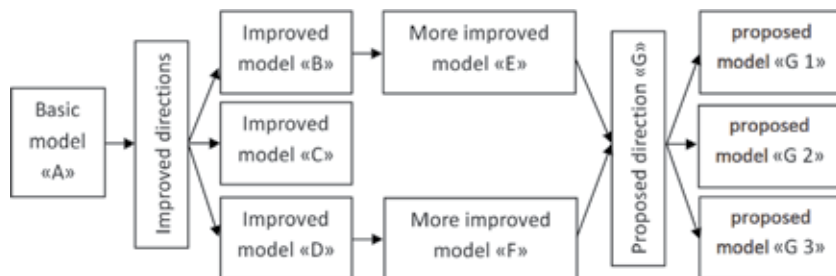 Basic
model
«A»
Improved directions
Improved
model «B»
Improved
model «C»
Improved
model «D»
More improved
model «E»
More improved
model «F»
Proposed direction «G»
proposed
model «G 1»
proposed
model «G 2»
proposed
model «G 3»